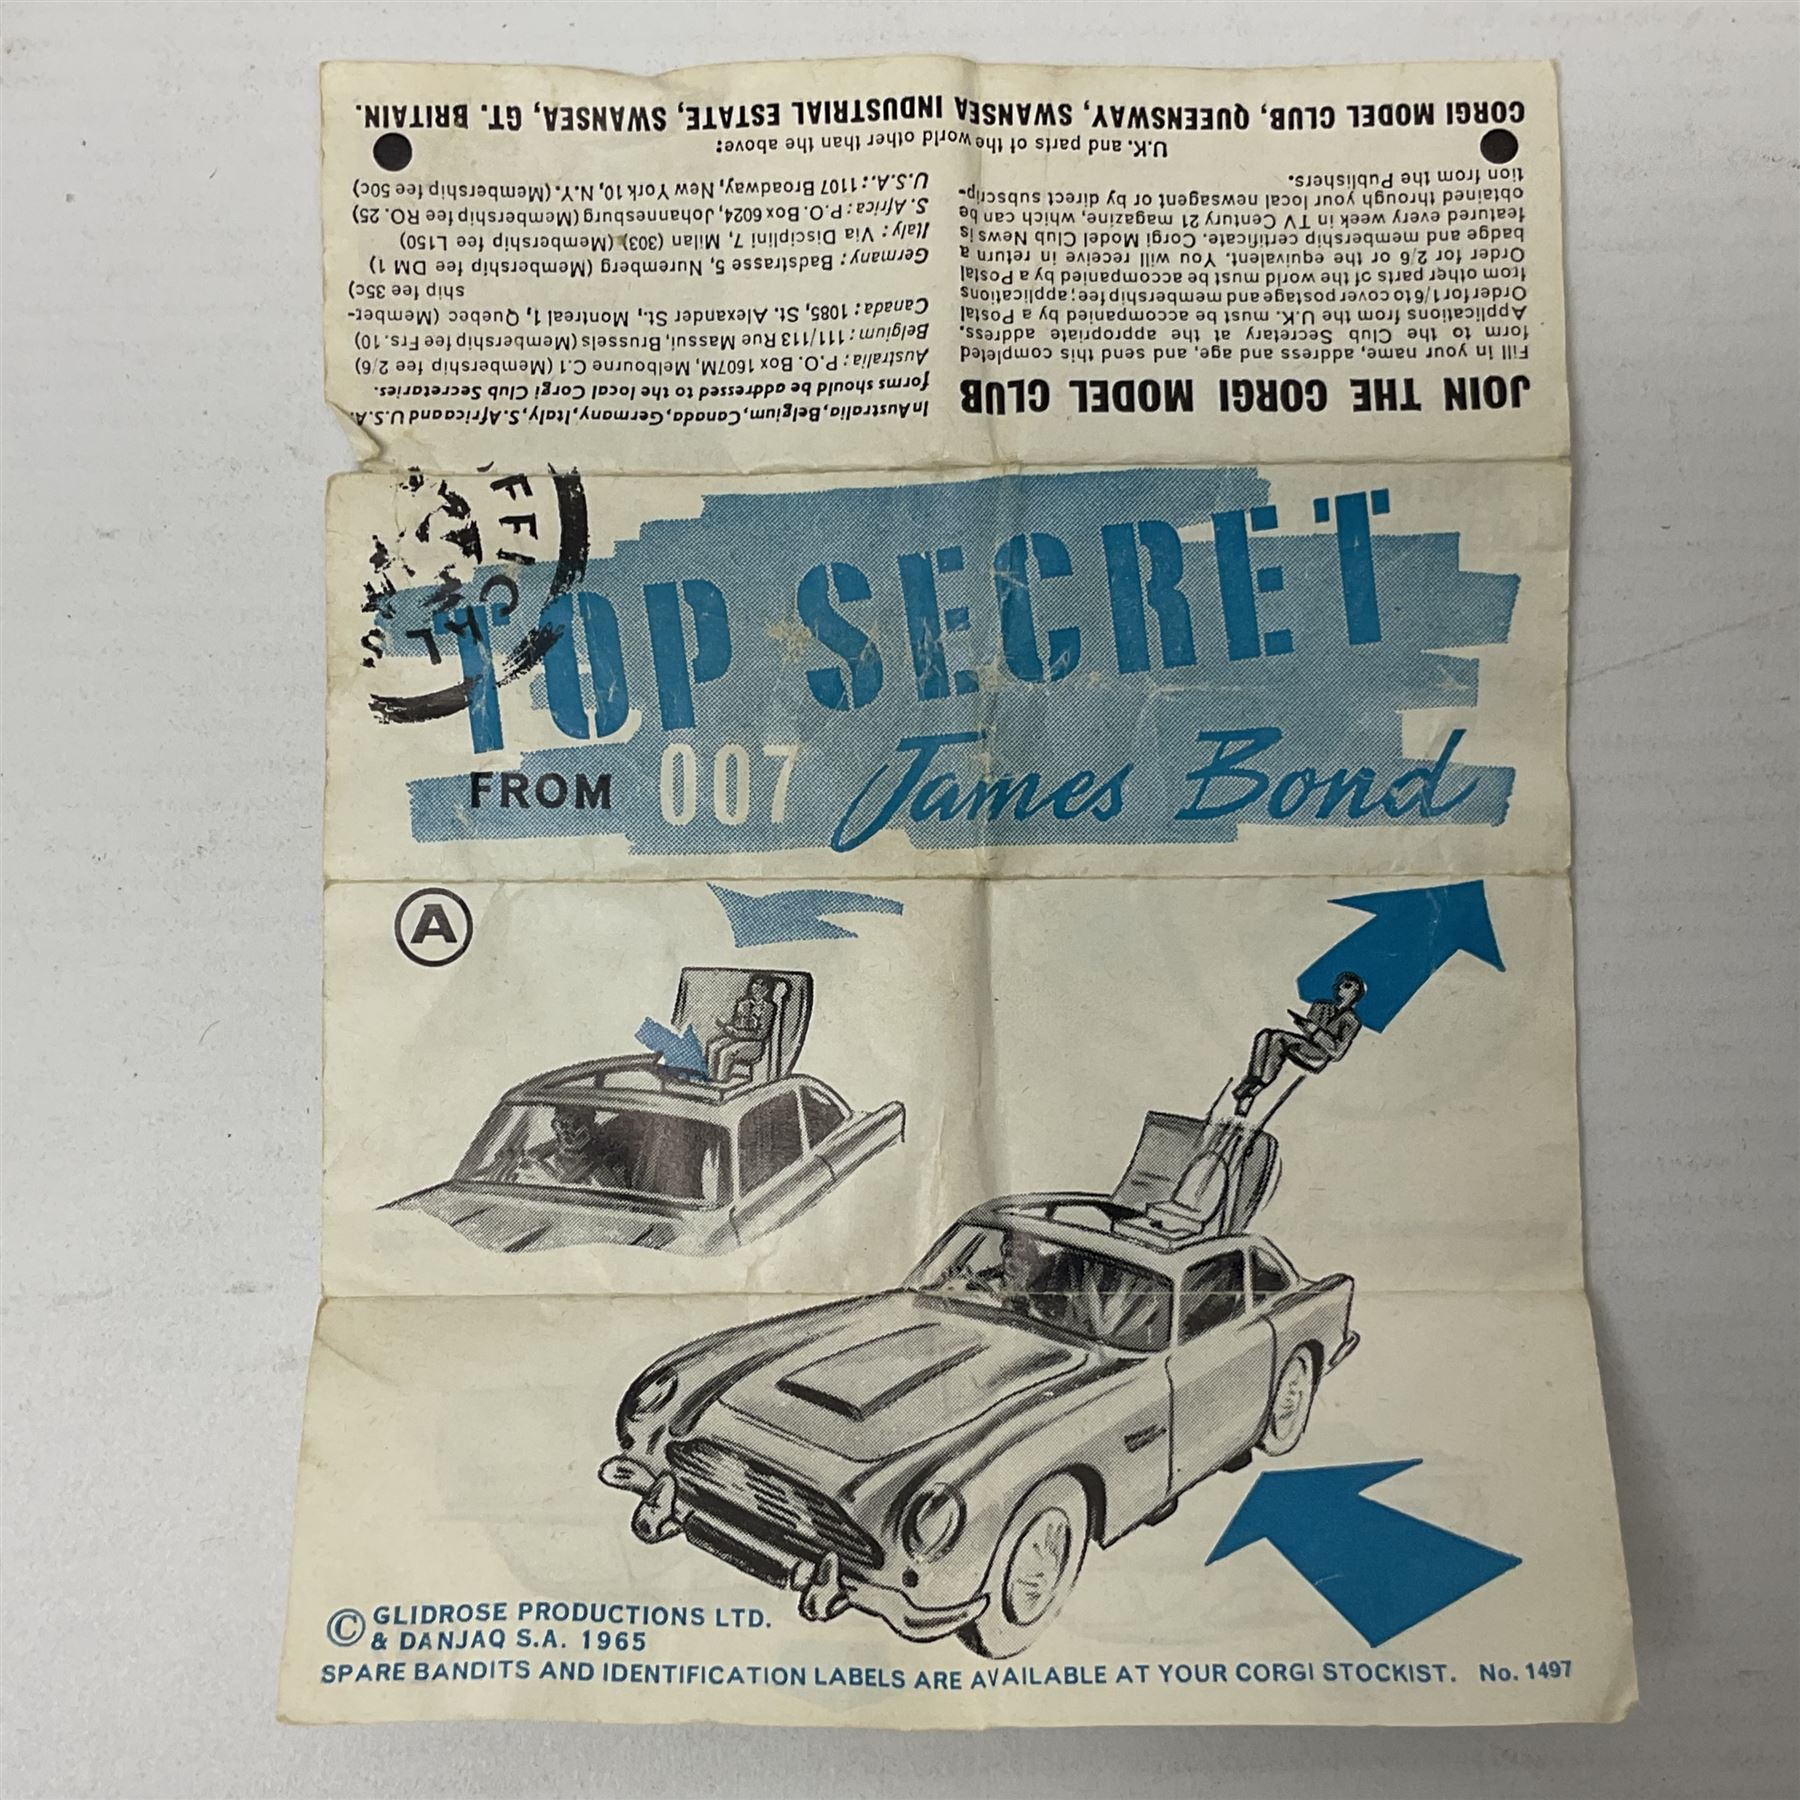 CORGI MODEL CLUB, QUEENSWAY, SWANSEA INDUSTRIAL ESTATE, SWANSEA, GT. BRITAIN.
U.K. and parts of the world other than the above:
JOIN THE CORGI MODEL CLUB
Fill in your name, address and age, and send this completed
form to the Club Secretary at the appropriate address.
Applications from the U.K. must be accompanied by a Postal
Order for 1/6 to cover postage and membership fee; applications
from other parts of the world must be accompanied by a Postal
Order for 2/6 or the equivalent. You will receive in return a
badge and membership certificate. Corgi Model Club News is
featured every week in TV Century 21 magazine, which can be
obtained through your local newsagent or by direct subscrip-
tion from the Publishers.
In Australia, Belgium, Canada, Germany, Italy, S. Africa and U.S.A.
forms should be addressed to the local Corgi Club Secretaries.
Australia: P.O. Box 1607M, Melbourne C.1 (Membership fee 2/6)
Belgium: 111/113 Rue Massui, Brussels (Membership fee Frs. 10)
Canada: 1085, St. Alexander St., Montreal 1, Quebec (Member-
ship fee 35c)
Germany: Badstrasse 5, Nuremberg (Membership fee DM 1)
Italy: Via Disciplini 7, Milan (303) (Membership fee L150)
S. Africa: P.O. Box 6024, Johannesburg (Membership fee RO. 25)
U.S.A.: 1107 Broadway, New York 10, N.Y. (Membership fee 50c)
TOP SECRET
FROM 007 James Bond
A
© GLIDROSE PRODUCTIONS LTD.
& DANJAQ S.A. 1965
SPARE BANDITS AND IDENTIFICATION LABELS ARE AVAILABLE AT YOUR CORGI STOCKIST. No. 1497